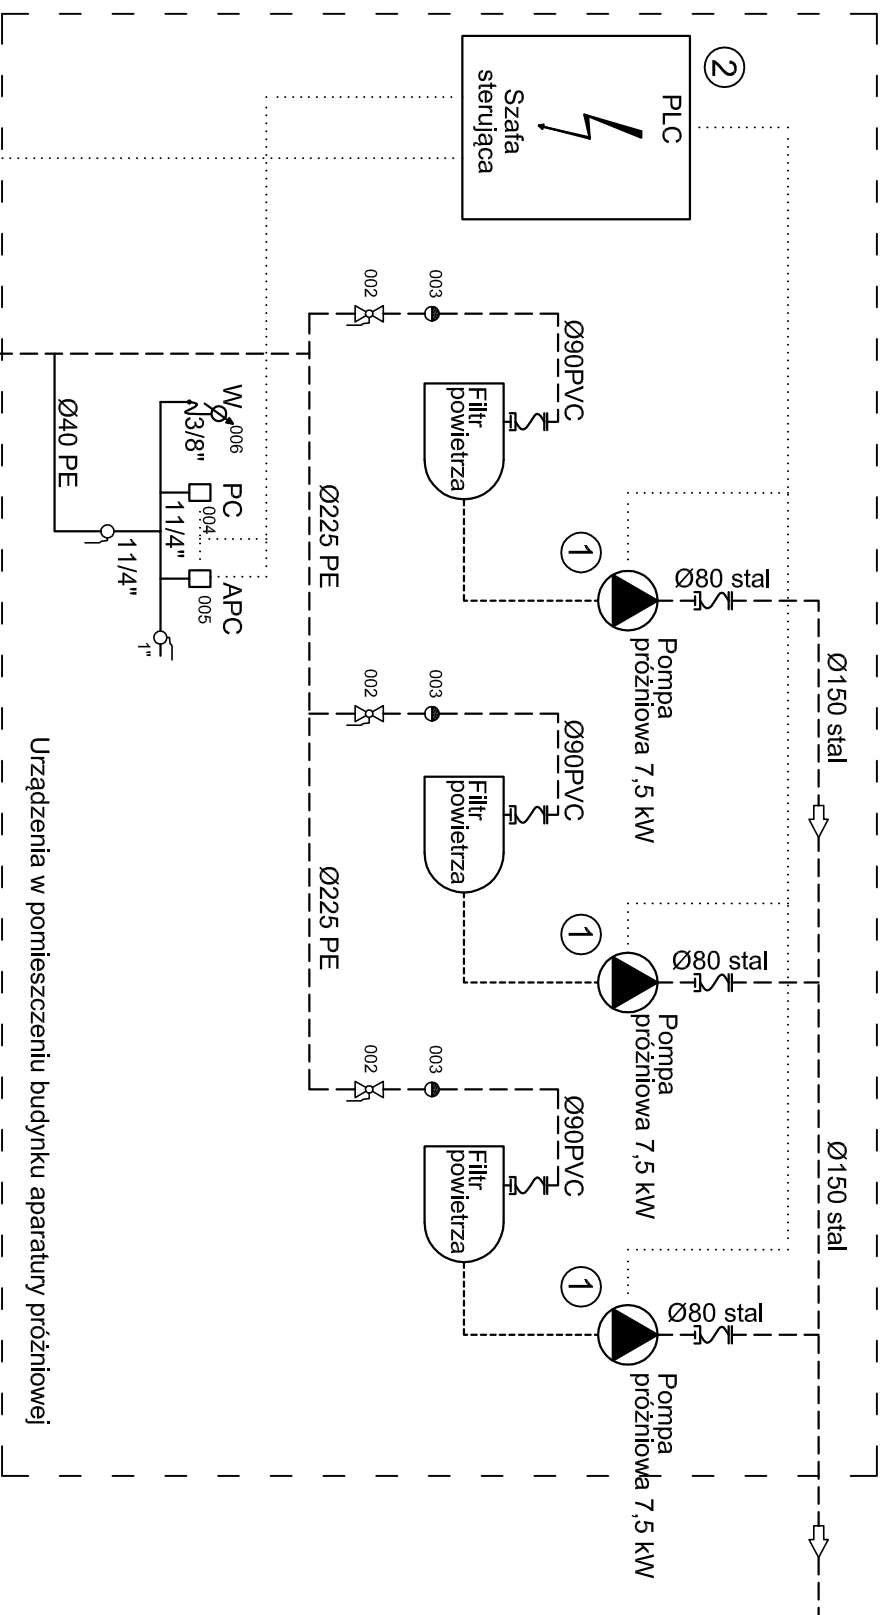 2
PLC
Szafa
sterująca
Ø150 stal
Ø150 stal
Ø80 stal
Ø80 stal
Ø80 stal
1
Pompa
próżniowa 7,5 kW
1
Pompa
próżniowa 7,5 kW
1
Pompa
próżniowa 7,5 kW
Ø90PVC
Ø90PVC
Ø90PVC
Filtr
powietrza
Filtr
powietrza
Filtr
powietrza
003
003
003
002
002
002
Ø225 PE
Ø225 PE
W
006
3/8"
PC
004
11/4"
APC
005
11/4"
1"
Ø40 PE
Urządzenia w pomieszczeniu budynku aparatury próżniowej